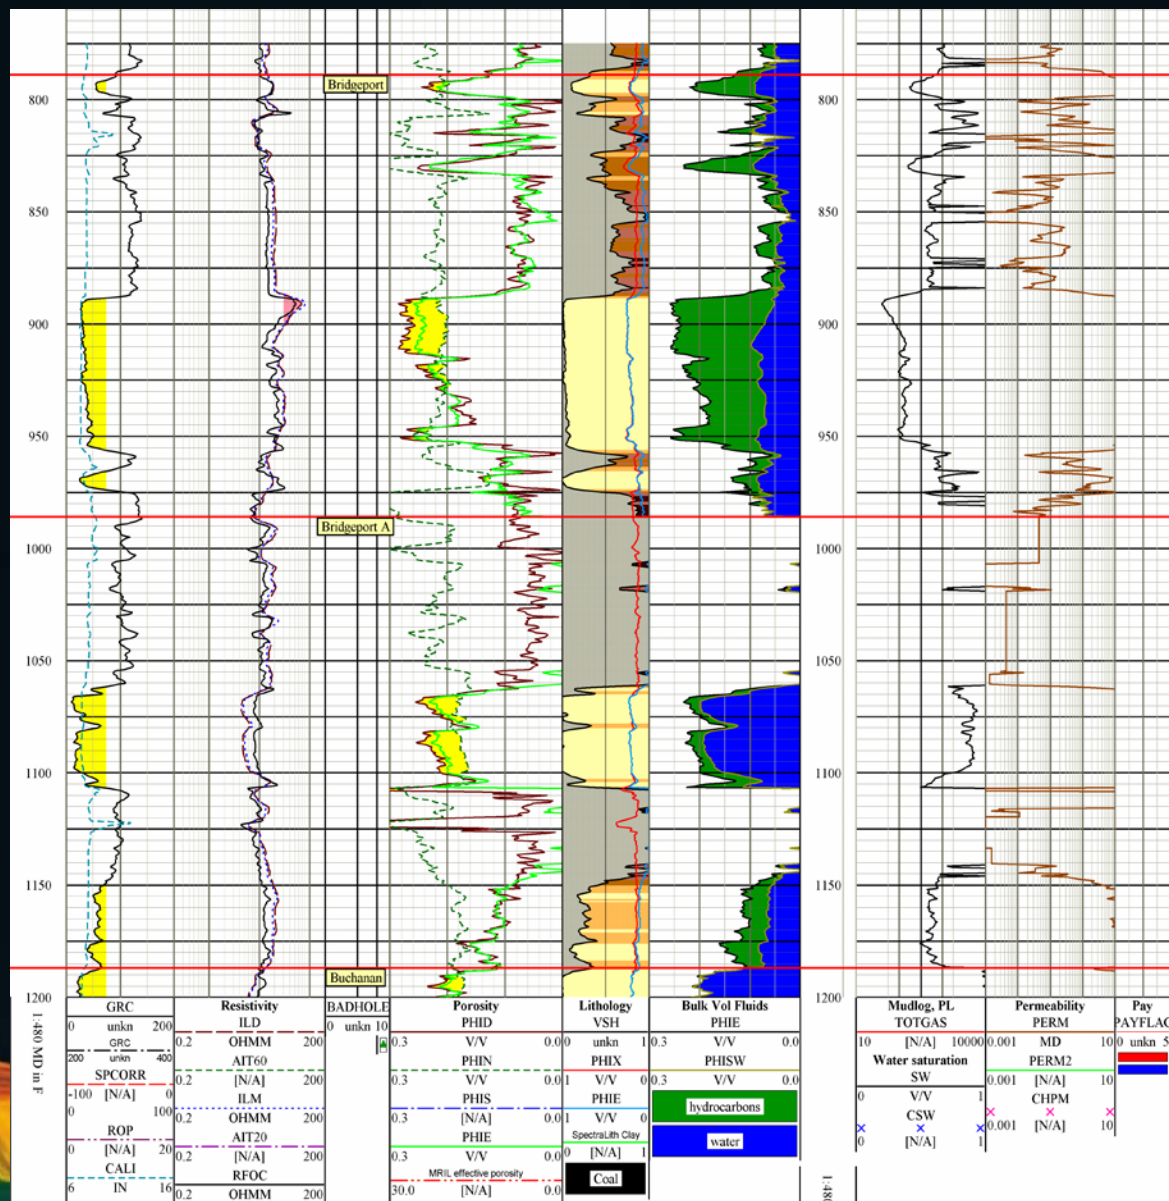 Bridgeport
800
800
850
850
900
900
950
950
Bridgeport A
1000
1000
1050
1050
1100
1100
1150
1150
Buchanan
1200
1200
1:480 MD in F
GRC
0 unkn 200
GRC
200 unkn 400
SPCORR
-100 [N/A] 0
0 100
ROP
0 [N/A] 20
CALI
6 IN 16
Resistivity
ILD
0.2 OHMM 200
AIT60
0.2 [N/A] 200
ILM
0.2 OHMM 200
AIT20
0.2 [N/A] 200
RFOC
0.2 OHMM 200
BADHOLE
0 unkn 10
Porosity
PHID
0.3 V/V 0.0
PHIN
0.3 V/V 0.0
PHIS
0.3 [N/A] 0.0
PHIE
0.3 V/V 0.0
MRIL effective porosity
30.0 [N/A] 0.0
Lithology
VSH
0 unkn 1
PHIX
1 V/V 0
PHIE
1 V/V 0
SpectraLith Clay
0 [N/A] 1
Coal
Bulk Vol Fluids
PHIE
0.3 V/V 0.0
PHISW
0.3 V/V 0.0
hydrocarbons
water
1:480
Mudlog, PL
TOTGAS
10 [N/A] 10000
Water saturation
SW
0 V/V 1
CSW
0 [N/A] 1
Permeability
PERM
0.001 MD 10
PERM2
0.001 [N/A] 10
CHPM
0.001 [N/A] 10
Pay
PAYFLAG
0 unkn 5